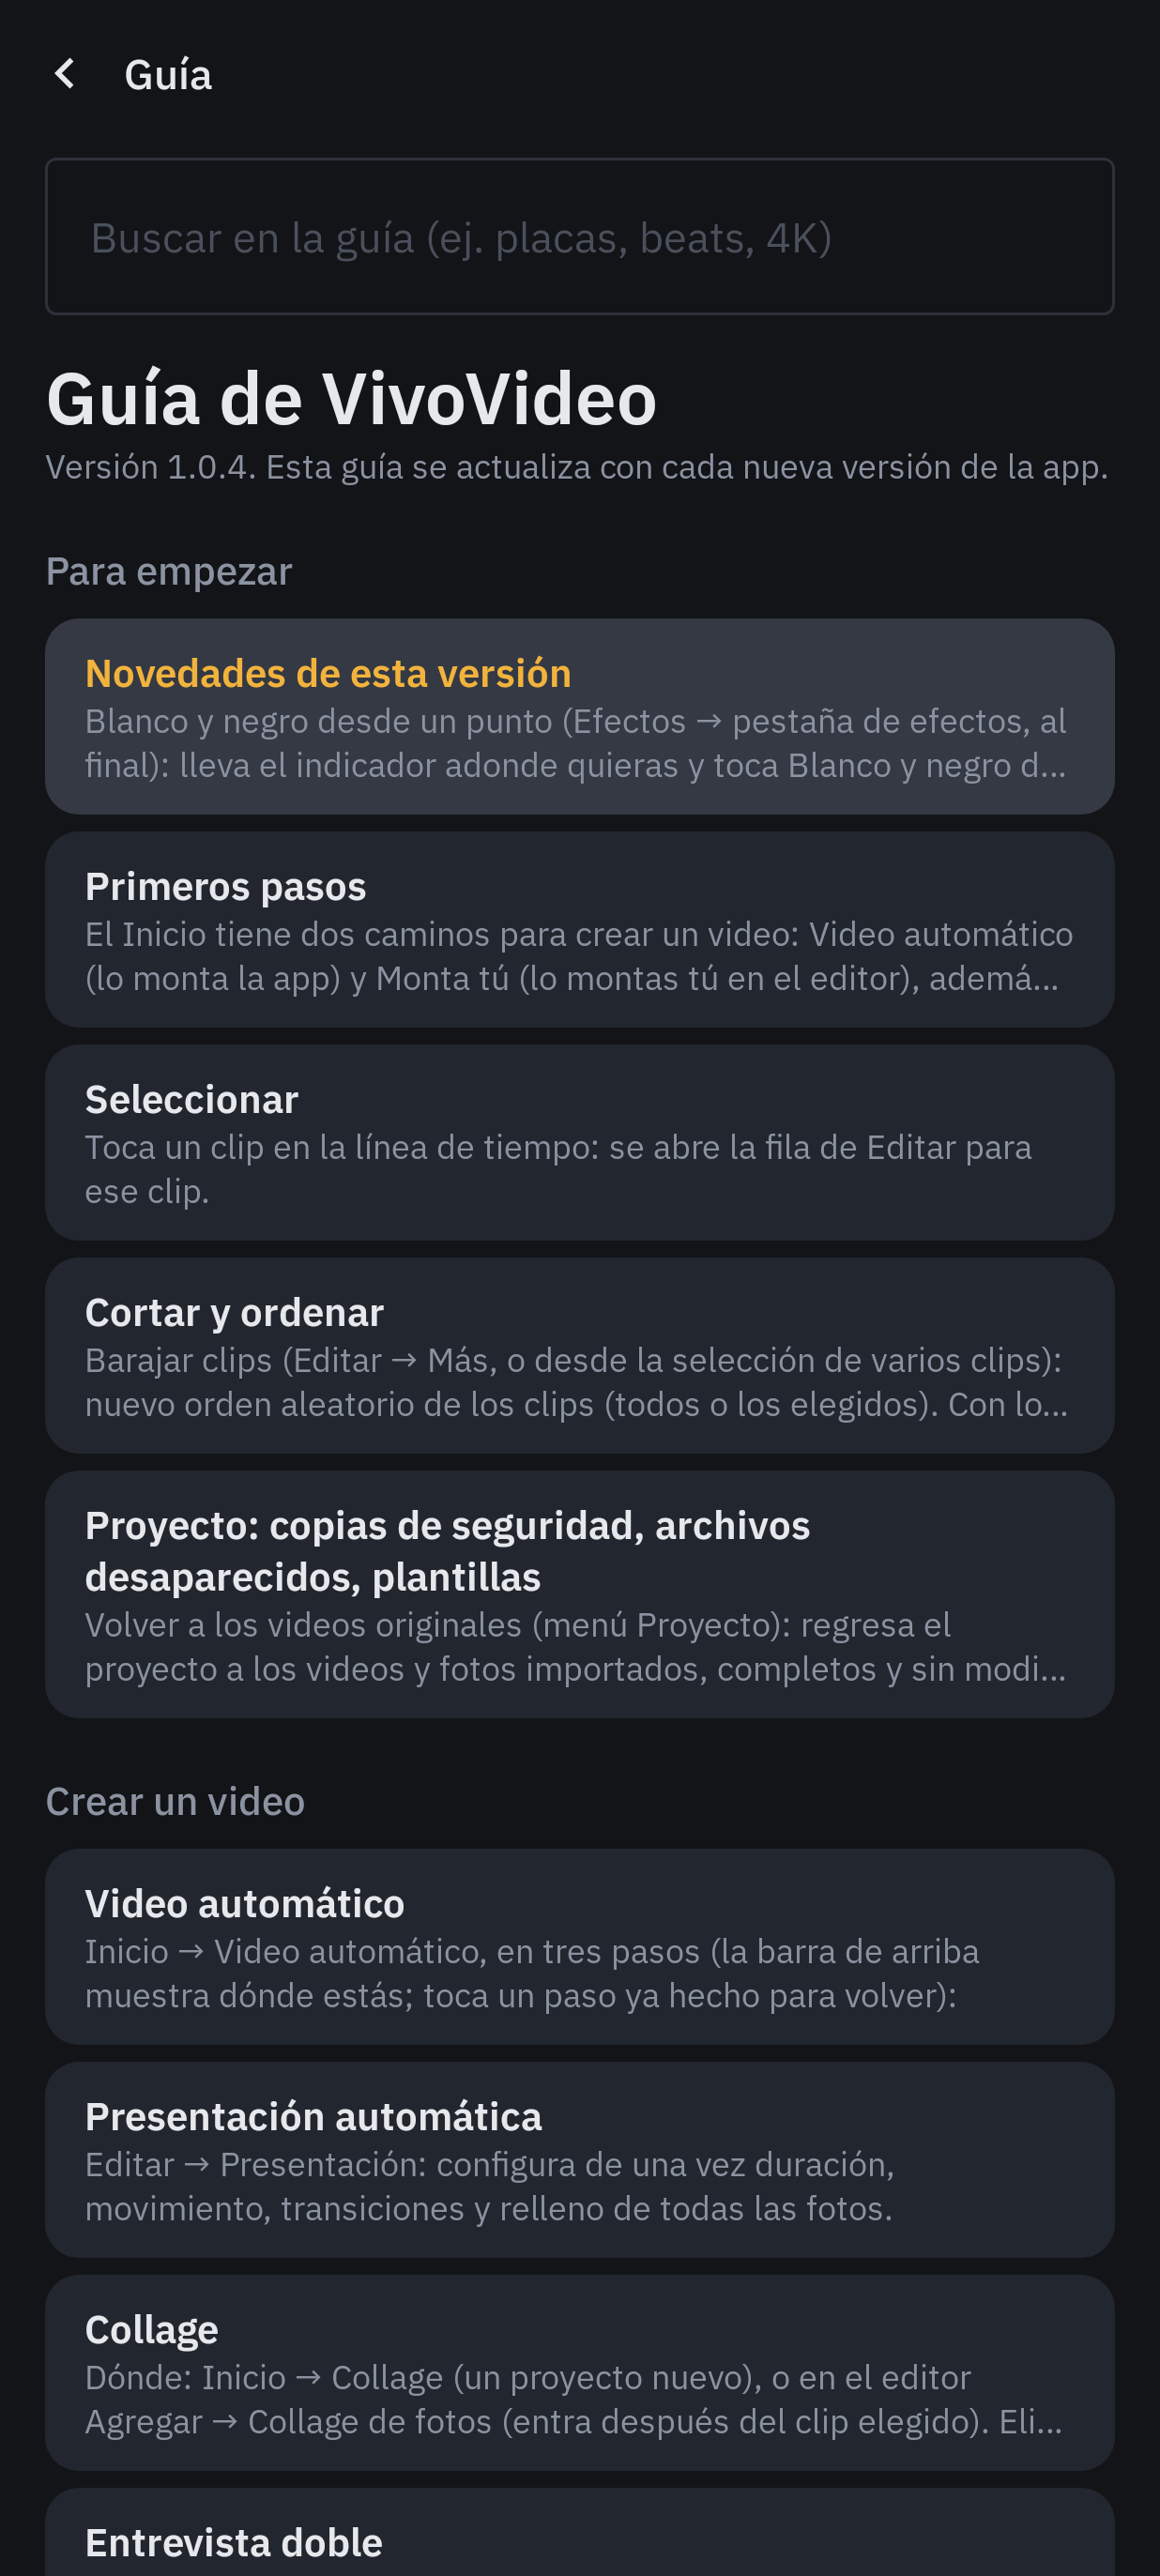 Guía
Buscar en la guía (ej. placas, beats, 4K)
Guía de VivoVideo
Versión 1.0.4. Esta guía se actualiza con cada nueva versión de la app.
Para empezar
Novedades de esta versión
Blanco y negro desde un punto (Efectos → pestaña de efectos, al
final): lleva el indicador adonde quieras y toca Blanco y negro d...
Primeros pasos
El Inicio tiene dos caminos para crear un video: Video automático
(lo monta la app) y Monta tú (lo montas tú en el editor), ademá...
Seleccionar
Toca un clip en la línea de tiempo: se abre la fila de Editar para
ese clip.
Cortar y ordenar
Barajar clips (Editar → Más, o desde la selección de varios clips):
nuevo orden aleatorio de los clips (todos o los elegidos). Con lo...
Proyecto: copias de seguridad, archivos
desaparecidos, plantillas
Volver a los videos originales (menú Proyecto): regresa el
proyecto a los videos y fotos importados, completos y sin modi...
Crear un video
Video automático
Inicio → Video automático, en tres pasos (la barra de arriba
muestra dónde estás; toca un paso ya hecho para volver):
Presentación automática
Editar → Presentación: configura de una vez duración,
movimiento, transiciones y relleno de todas las fotos.
Collage
Dónde: Inicio → Collage (un proyecto nuevo), o en el editor
Agregar → Collage de fotos (entra después del clip elegido). Eli...
Entrevista doble